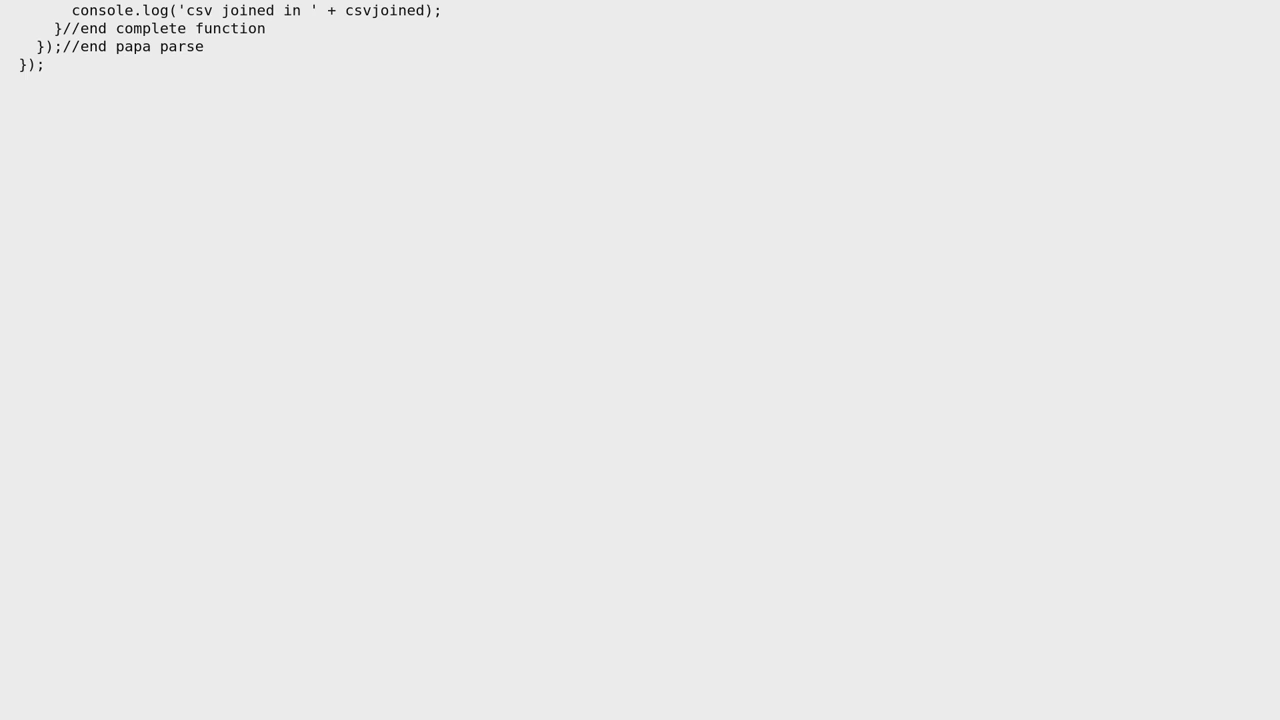 console.log('csv joined in ' + csvjoined);
    }//end complete function
  });//end papa parse
});